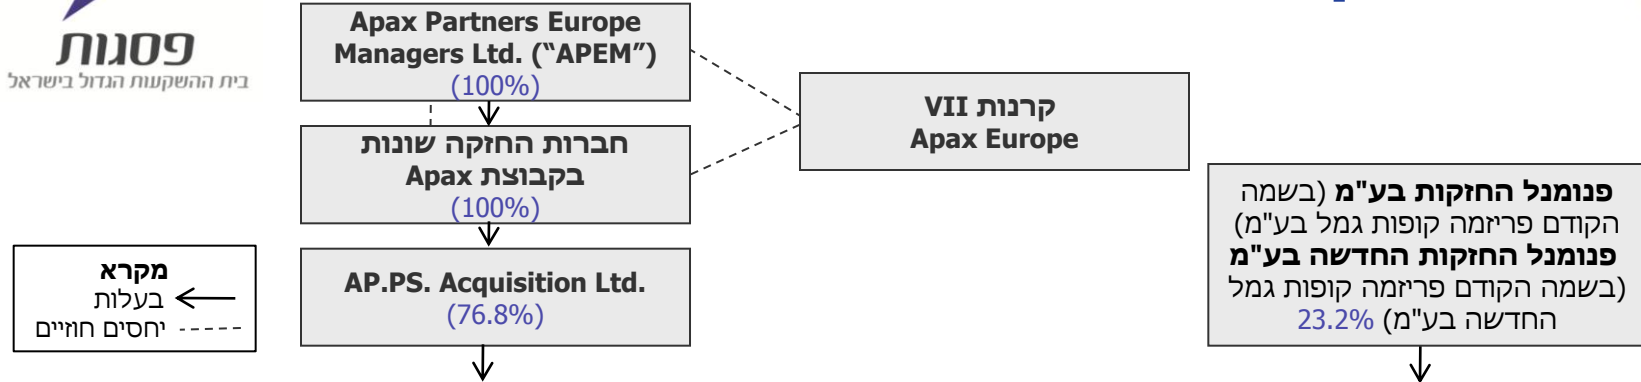 פסגות
בית ההשקעות הגדול בישראל
Apax Partners Europe
Managers Ltd. (“APEM”)
(100%)
חברות החזקה שונות
בקבוצת Apax
(100%)
AP.PS. Acquisition Ltd.
(76.8%)
קרנות VII
Apax Europe
פנומנל החזקות בע"מ (בשמה
הקודם פריזמה קופות גמל בע"מ)
פנומנל החזקות החדשה בע"מ
(בשמה הקודם פריזמה קופות גמל
החדשה בע"מ) 23.2%
מקרא
בעלות
יחסים חוזיים